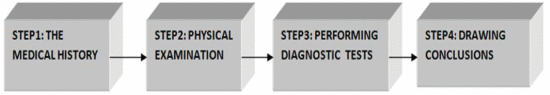 STEP1: THE
MEDICAL HISTORY
STEP2: PHYSICAL
EXAMINATION
STEP3: PERFORMING
DIAGNOSTIC TESTS
STEP4: DRAWING
CONCLUSIONS